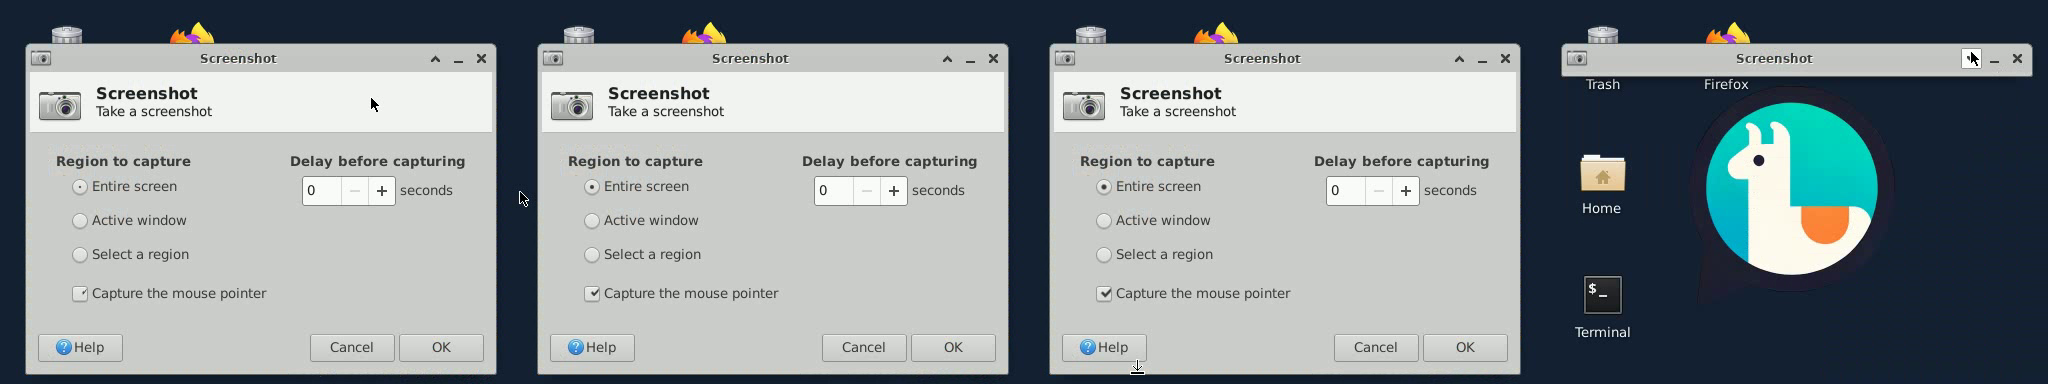 Screenshot
Screenshot
Take a screenshot
Region to capture
Delay before capturing
Entire screen
0
seconds
Active window
Select a region
Capture the mouse pointer
Help
Cancel
OK
Screenshot
Screenshot
Take a screenshot
Region to capture
Delay before capturing
Entire screen
0
seconds
Active window
Select a region
Capture the mouse pointer
Help
Cancel
OK
Screenshot
Screenshot
Take a screenshot
Region to capture
Delay before capturing
Entire screen
0
seconds
Active window
Select a region
Capture the mouse pointer
Help
Cancel
OK
Screenshot
Trash
Firefox
Home
$_
Terminal